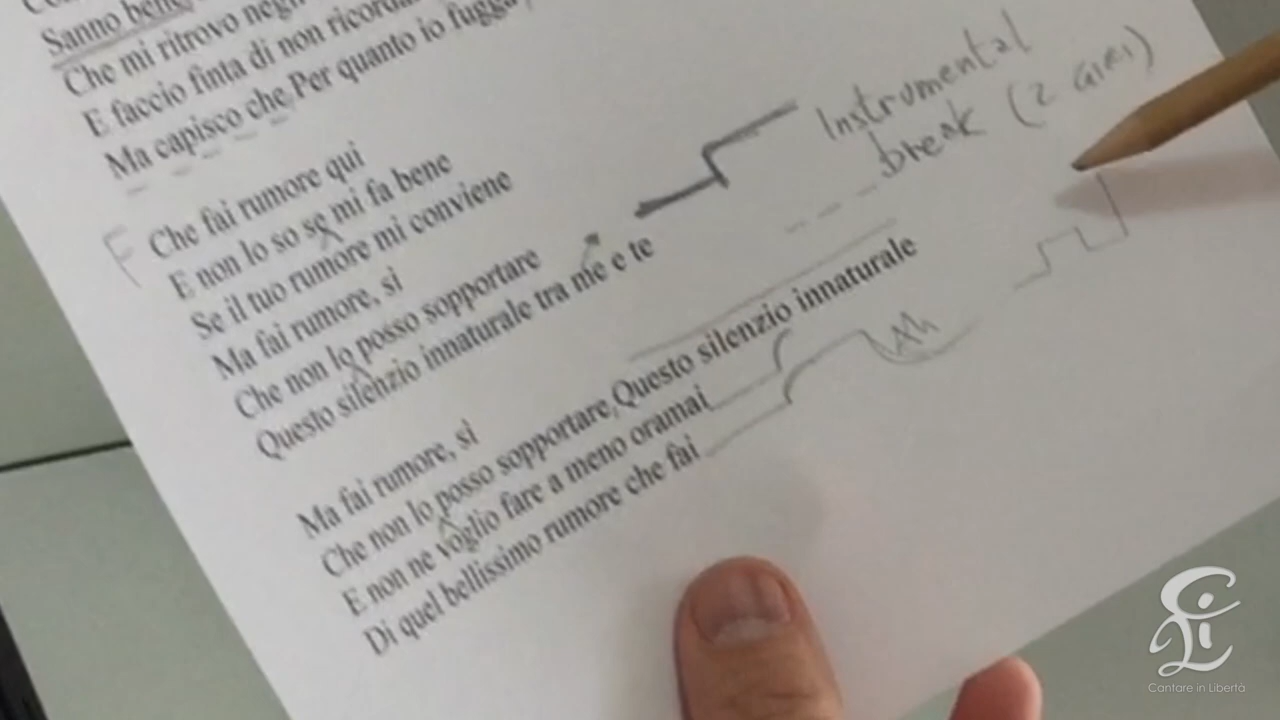 Sanno bene
Che mi ritrovo negli
E faccio finta di non ricordare
Ma capisco che Per quanto io fugga
Instrumental
break (2 GIRI)
F
Che fai rumore qui
E non lo so se mi fa bene
Se il tuo rumore mi conviene
Ma fai rumore, sì
Che non lo posso sopportare
Questo silenzio innaturale tra me e te
Ma fai rumore, sì
Che non lo posso sopportare, Questo silenzio innaturale
E non ne voglio fare a meno oramai
Di quel bellissimo rumore che fai
Ah
Cantare in Libertà